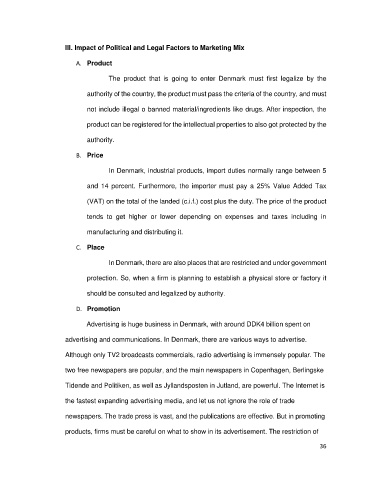 III. Impact of Political and Legal Factors to Marketing Mix
A. Product
The product that is going to enter Denmark must first legalize by the
authority of the country, the product must pass the criteria of the country, and must
not include illegal o banned material/ingredients like drugs. After inspection, the
product can be registered for the intellectual properties to also got protected by the
authority.
B. Price
In Denmark, industrial products, import duties normally range between 5
and 14 percent. Furthermore, the importer must pay a 25% Value Added Tax
(VAT) on the total of the landed (c.i.f.) cost plus the duty. The price of the product
tends to get higher or lower depending on expenses and taxes including in
manufacturing and distributing it.
C. Place
In Denmark, there are also places that are restricted and under government
protection. So, when a firm is planning to establish a physical store or factory it
should be consulted and legalized by authority.
D. Promotion
Advertising is huge business in Denmark, with around DDK4 billion spent on
advertising and communications. In Denmark, there are various ways to advertise.
Although only TV2 broadcasts commercials, radio advertising is immensely popular. The
two free newspapers are popular, and the main newspapers in Copenhagen, Berlingske
Tidende and Politiken, as well as Jyllandsposten in Jutland, are powerful. The Internet is
the fastest expanding advertising media, and let us not ignore the role of trade
newspapers. The trade press is vast, and the publications are effective. But in promoting
products, firms must be careful on what to show in its advertisement. The restriction of
36